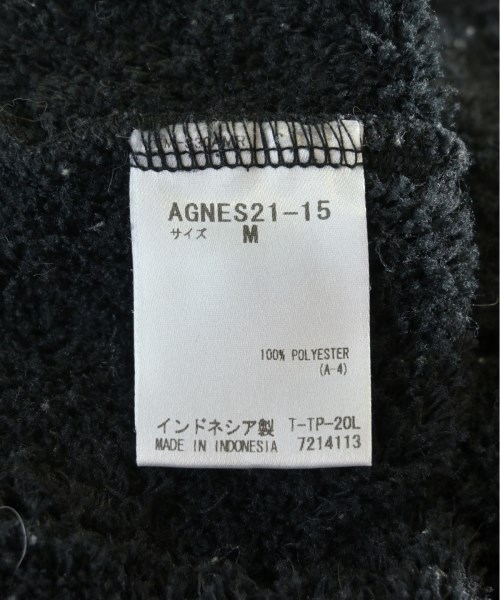 AGNES21-15
サイズ M
100% POLYESTER
(A-4)
インドネシア製 T-TP-20L
MADE IN INDONESIA 7214113